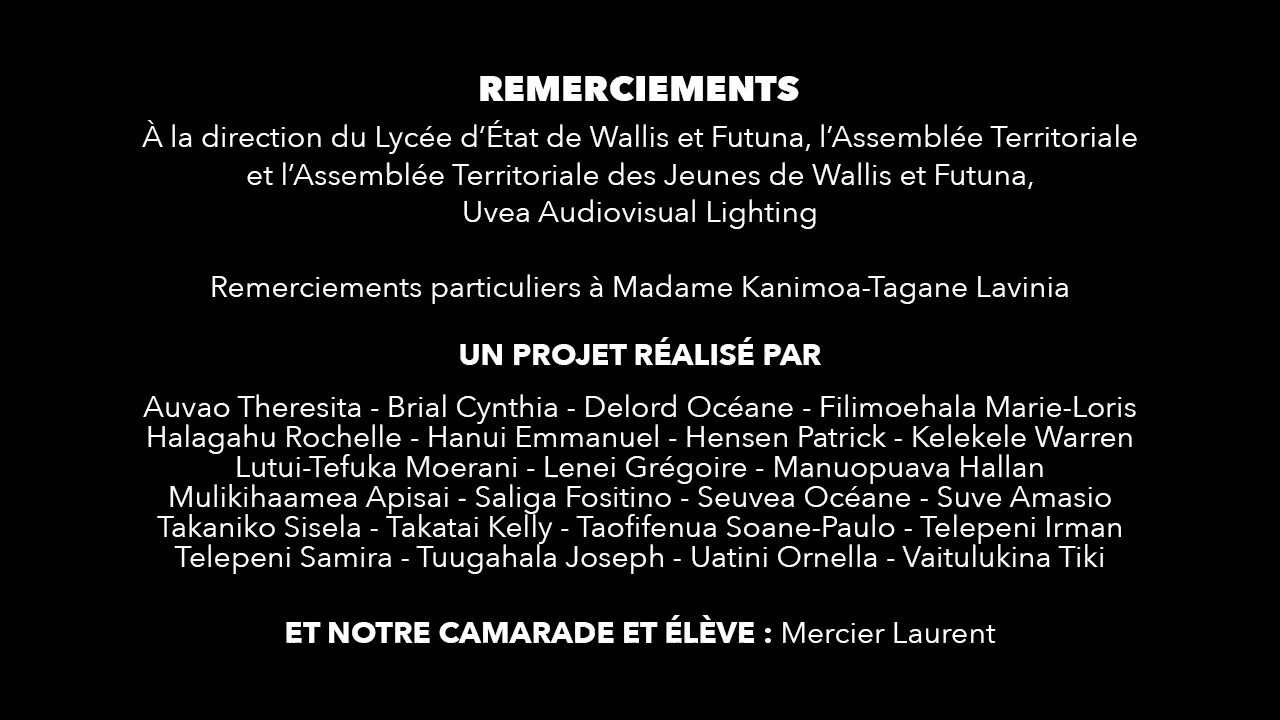 REMERCIEMENTS
À la direction du Lycée d’État de Wallis et Futuna, l’Assemblée Territoriale
et l’Assemblée Territoriale des Jeunes de Wallis et Futuna,
Uvea Audiovisual Lighting
Remerciements particuliers à Madame Kanimoa-Tagane Lavinia
UN PROJET RÉALISÉ PAR
Auvao Theresita - Brial Cynthia - Delord Océane - Filimoehala Marie-Loris
Halagahu Rochelle - Hanui Emmanuel - Hensen Patrick - Kelekele Warren
Lutui-Tefuka Moerani - Lenei Grégoire - Manuopuava Hallan
Mulikihaamea Apisai - Saliga Fositino - Seuvea Océane - Suve Amasio
Takaniko Sisela - Takatai Kelly - Taofifenua Soane-Paulo - Telepeni Irman
Telepeni Samira - Tuugahala Joseph - Uatini Ornella - Vaitulukina Tiki
ET NOTRE CAMARADE ET ÉLÈVE : Mercier Laurent